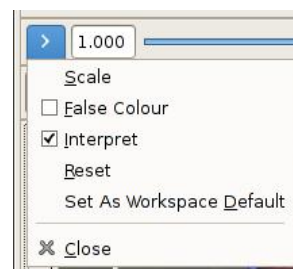 1.000
Scale
False Colour
Interpret
Reset
Set As Workspace Default
Close